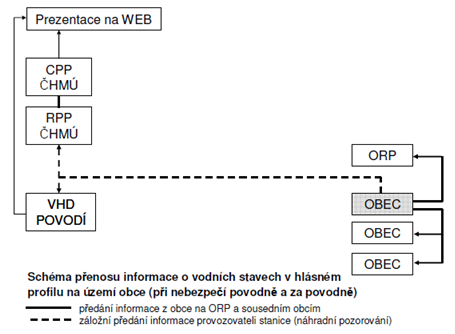 Prezentace na WEB
CPP
ČHMÚ
RPP
ČHMÚ
ORP
VHD
POVODÍ
OBEC
OBEC
OBEC
Schéma přenosu informace o vodních stavech v hlásném
profilu na území obce (při nebezpečí povodně a za povodně)
předání informace z obce na ORP a sousedním obcím
záložní předání informace provozovateli stanice (náhradní pozorování)